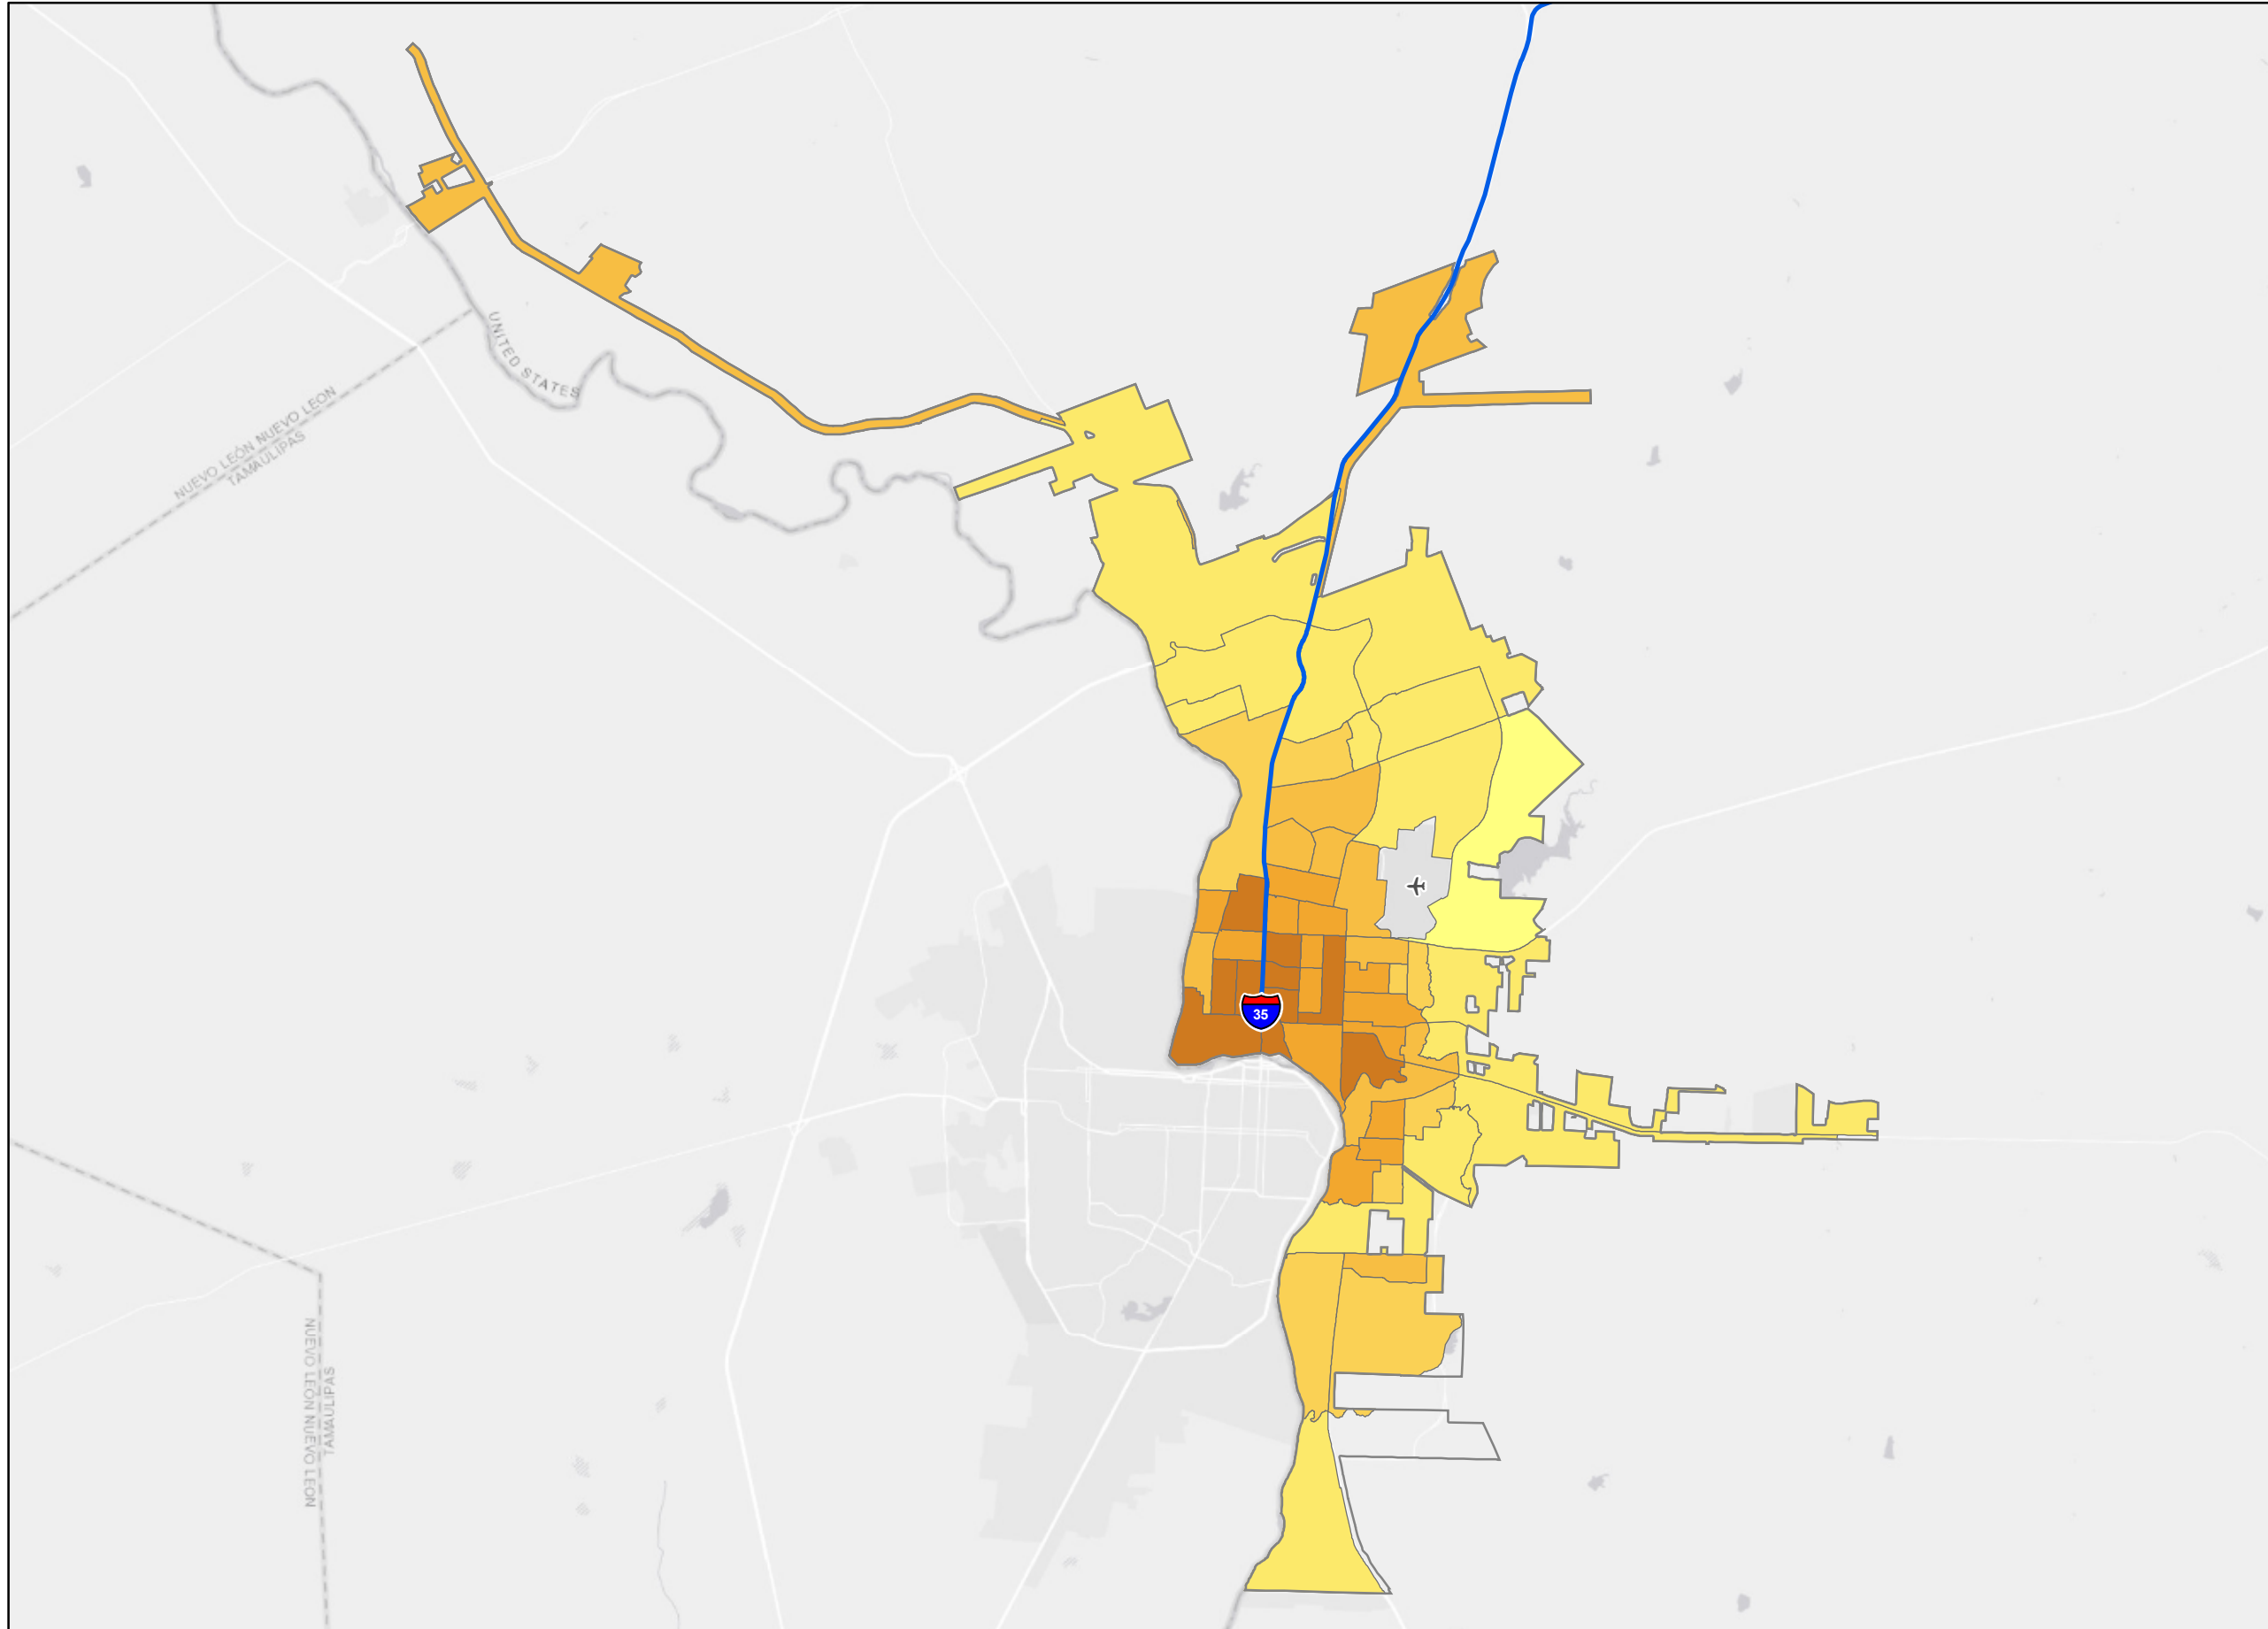 UNITED STATES
NUEVO LEÓN NUEVO LEON
TAMAULIPAS
35
NUEVO LEON NUEVO LEON
TAMAULIPAS